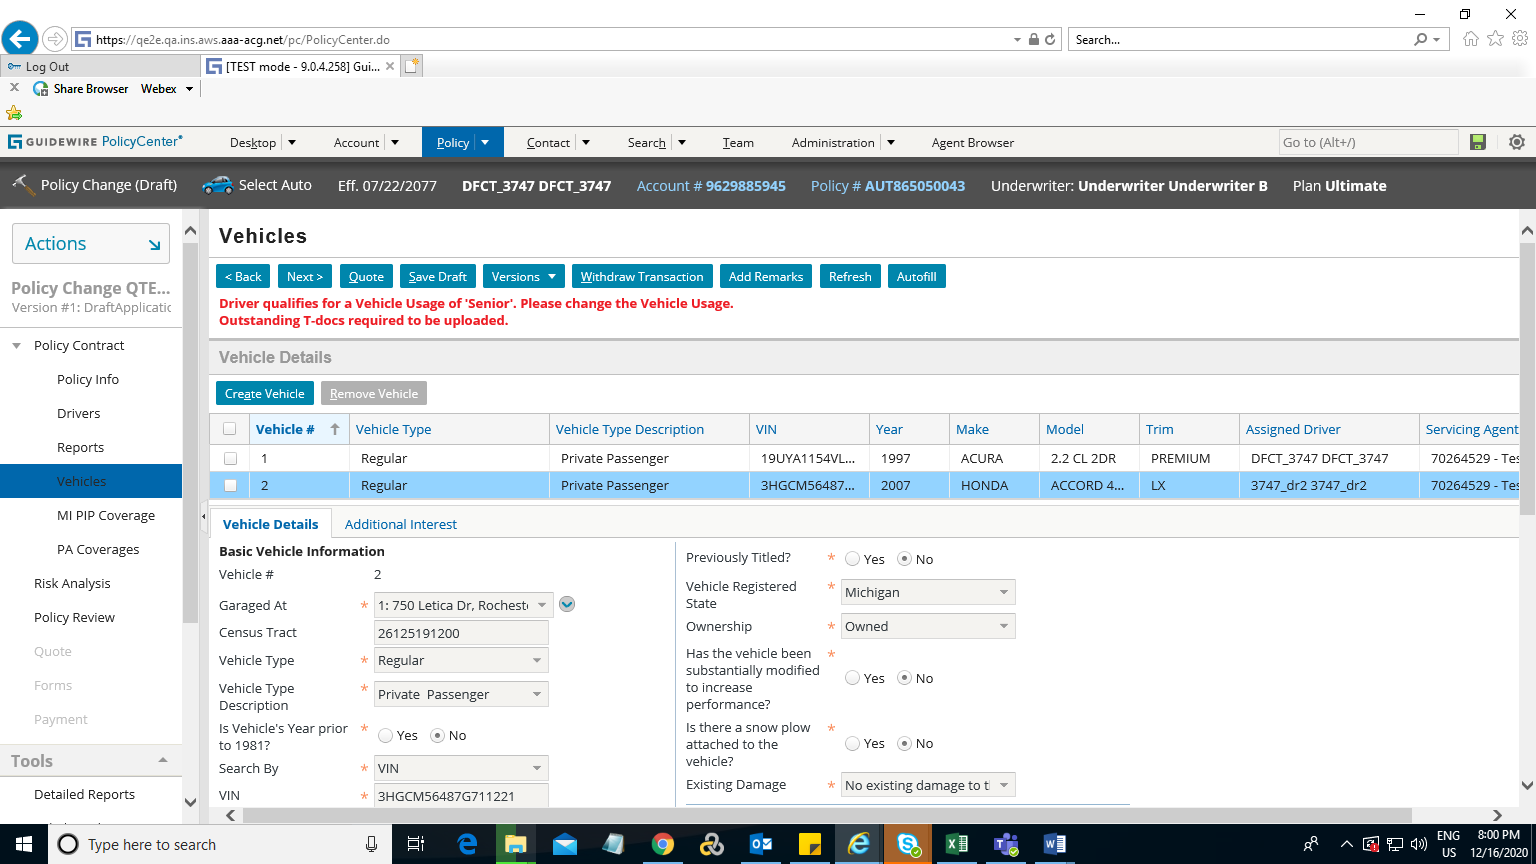 https://qe2e.qa.ins.aws.aaa-acg.net/pc/PolicyCenter.do
Search...
Log Out
[TEST mode - 9.0.4.258] Gui...
Share Browser Webex
GUIDEWIRE PolicyCenter®
Desktop
Account
Policy
Contact
Search
Team
Administration
Agent Browser
Go to (Alt+/)
Policy Change (Draft)
Select Auto
Eff. 07/22/2077
DFCT_3747 DFCT_3747
Account # 9629885945
Policy # AUT865050043
Underwriter: Underwriter Underwriter B
Plan Ultimate
Actions
Policy Change QTE...
Version #1: DraftApplicatic
Policy Contract
Policy Info
Drivers
Reports
Vehicles
MI PIP Coverage
PA Coverages
Risk Analysis
Policy Review
Quote
Forms
Payment
Tools
Detailed Reports
Vehicles
< Back
Next >
Quote
Save Draft
Versions
Withdraw Transaction
Add Remarks
Refresh
Autofill
Driver qualifies for a Vehicle Usage of 'Senior'. Please change the Vehicle Usage.
Outstanding T-docs required to be uploaded.
Vehicle Details
Create Vehicle
Remove Vehicle
Vehicle # Vehicle Type Vehicle Type Description VIN Year Make Model Trim Assigned Driver Servicing Agent
1 Regular Private Passenger 19UYA1154VL... 1997 ACURA 2.2 CL 2DR PREMIUM DFCT_3747 DFCT_3747 70264529 - Tes
2 Regular Private Passenger 3HGCM56487... 2007 HONDA ACCORD 4... LX 3747_dr2 3747_dr2 70264529 - Tes
Vehicle Details
Additional Interest
Basic Vehicle Information
Vehicle # 2
Garaged At * 1: 750 Letica Dr, Rochest
Census Tract 26125191200
Vehicle Type * Regular
Vehicle Type
Description * Private Passenger
Is Vehicle's Year prior
to 1981? * Yes No
Search By * VIN
VIN * 3HGCM56487G711221
Previously Titled? * Yes No
Vehicle Registered
State * Michigan
Ownership * Owned
Has the vehicle been
substantially modified
to increase
performance? * Yes No
Is there a snow plow
attached to the
vehicle? * Yes No
Existing Damage * No existing damage to t
Type here to search
ENG
US
8:00 PM
12/16/2020